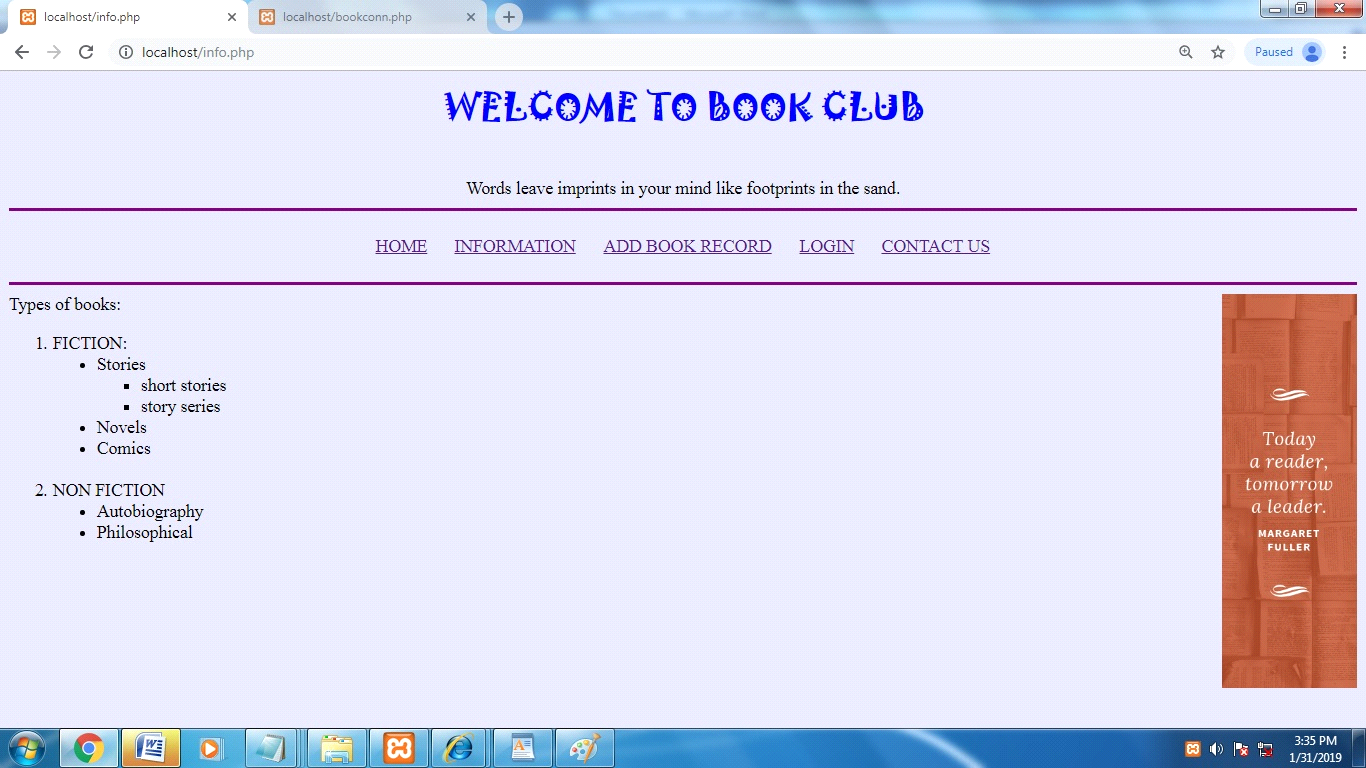 localhost/info.php
localhost/bookconn.php
localhost/info.php
Paused
WELCOME TO BOOK CLUB
Words leave imprints in your mind like footprints in the sand.
HOME INFORMATION ADD BOOK RECORD LOGIN CONTACT US
Types of books:
1. FICTION:
• Stories
▪ short stories
▪ story series
• Novels
• Comics
2. NON FICTION
• Autobiography
• Philosophical
Today
a reader,
tomorrow
a leader.
MARGARET
FULLER
3:35 PM
1/31/2019